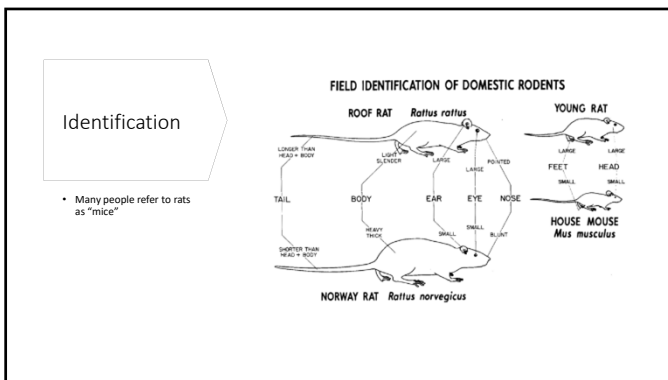 Identification
• Many people refer to rats
as "mice"
FIELD IDENTIFICATION OF DOMESTIC RODENTS
ROOF RAT Rattus rattus
LONGER THAN
HEAD + BODY
LIGHT
SLENDER
LARGE
LARGE
POINTED
TAIL
BODY
EAR
EYE
NOSE
SHORTER THAN
HEAD + BODY
HEAVY
THICK
SMALL
SMALL
BLUNT
NORWAY RAT Rattus norvegicus
YOUNG RAT
LARGE
LARGE
FEET
HEAD
SMALL
SMALL
HOUSE MOUSE
Mus musculus